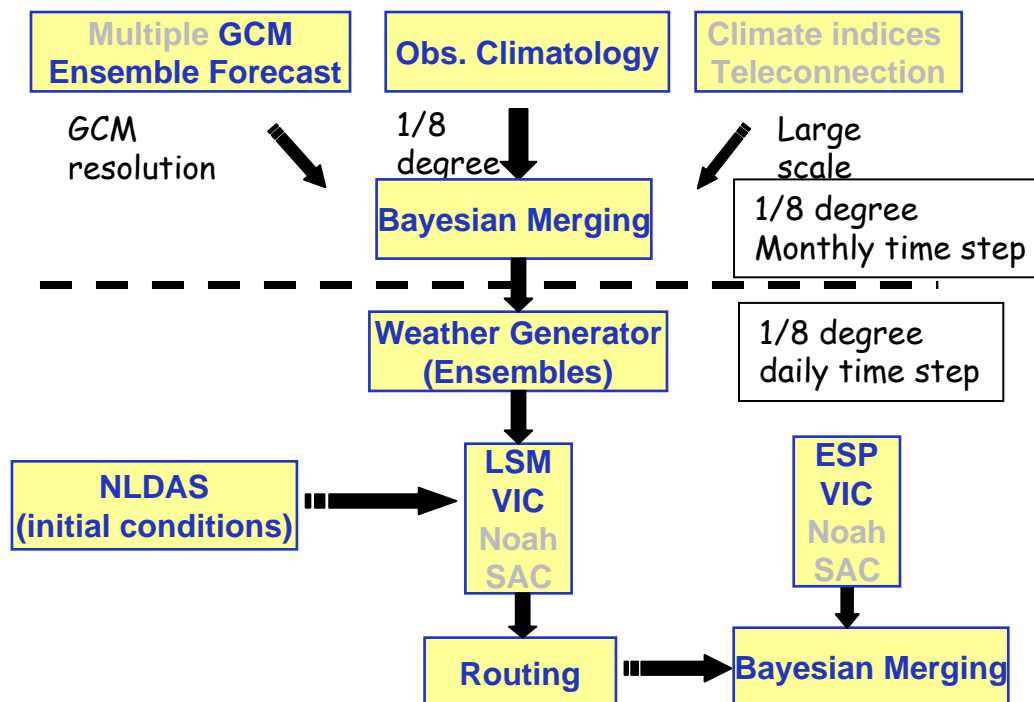 Multiple GCM
Ensemble Forecast
Obs. Climatology
Climate indices
Teleconnection
GCM
resolution
1/8
degree
Large
scale
Bayesian Merging
1/8 degree
Monthly time step
Weather Generator
(Ensembles)
1/8 degree
daily time step
NLDAS
(initial conditions)
LSM
VIC
Noah
SAC
ESP
VIC
Noah
SAC
Routing
Bayesian Merging